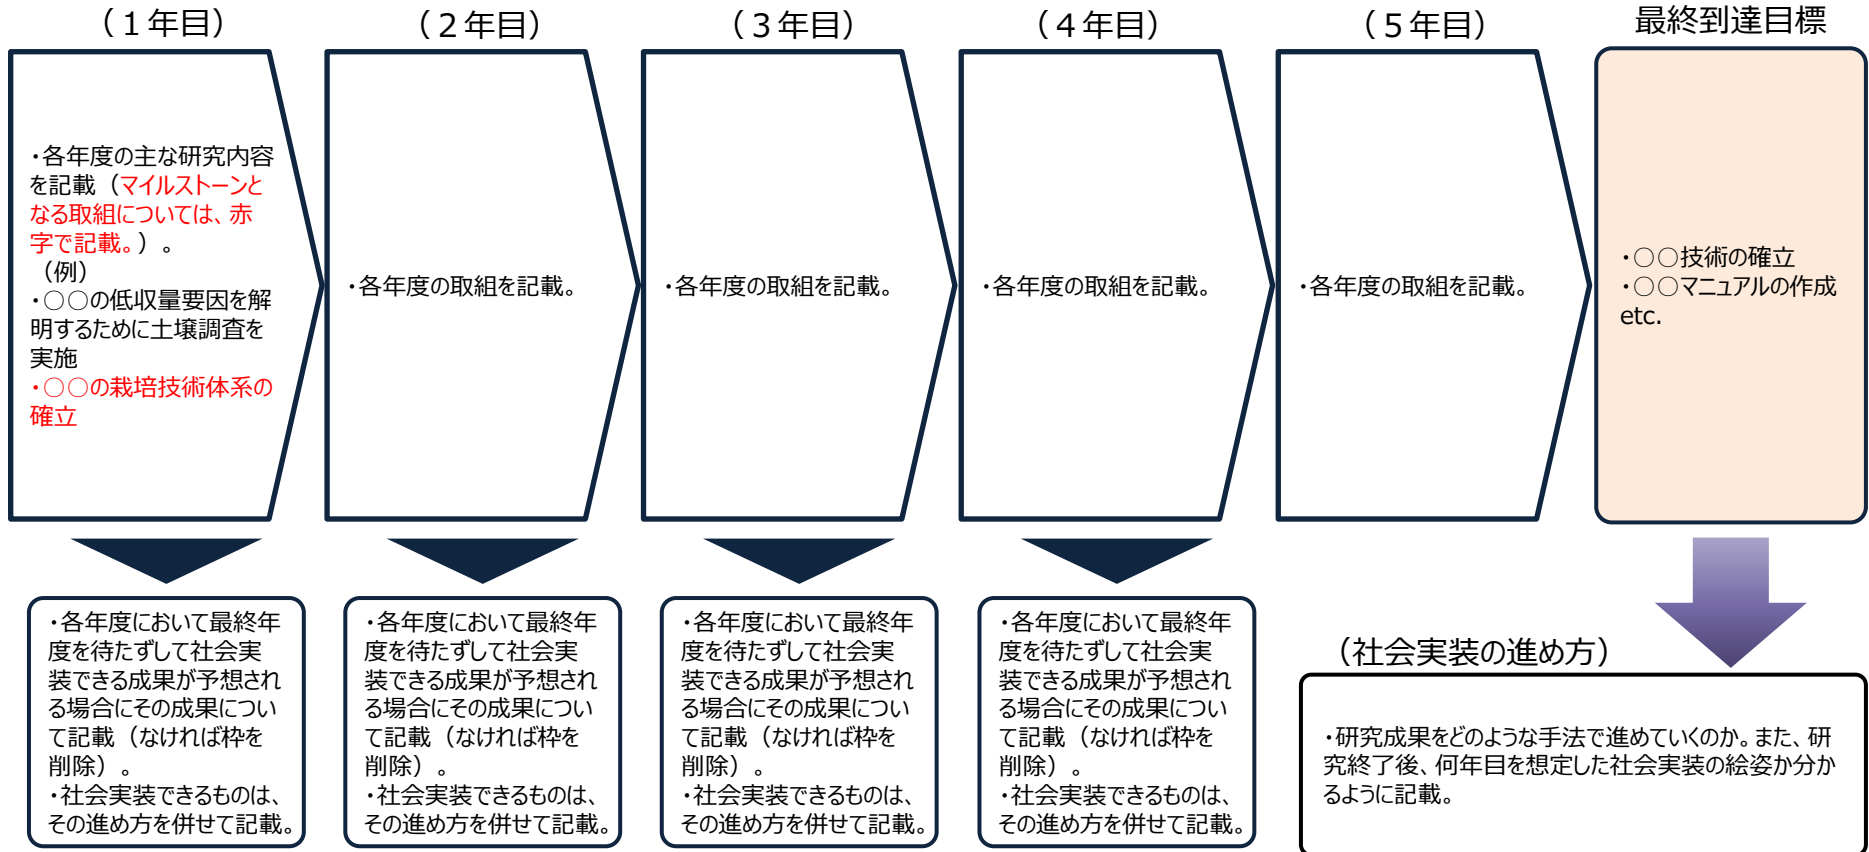 （１年目）
（２年目）
（３年目）
（４年目）
（５年目）
最終到達目標
・各年度の主な研究内容
を記載（マイルストーンと
なる取組については、赤
字で記載。）。
（例）
・○○の低収量要因を解
明するために土壌調査を
実施
・○○の栽培技術体系の
確立
・各年度の取組を記載。
・各年度の取組を記載。
・各年度の取組を記載。
・各年度の取組を記載。
・○○技術の確立
・○○マニュアルの作成
etc.
・各年度において最終年
度を待たずして社会実
装できる成果が予想され
る場合にその成果につい
て記載（なければ枠を
削除）。
・社会実装できるものは、
その進め方を併せて記載。
・各年度において最終年
度を待たずして社会実
装できる成果が予想され
る場合にその成果につい
て記載（なければ枠を
削除）。
・社会実装できるものは、
その進め方を併せて記載。
・各年度において最終年
度を待たずして社会実
装できる成果が予想され
る場合にその成果につい
て記載（なければ枠を
削除）。
・社会実装できるものは、
その進め方を併せて記載。
・各年度において最終年
度を待たずして社会実
装できる成果が予想され
る場合にその成果につい
て記載（なければ枠を
削除）。
・社会実装できるものは、
その進め方を併せて記載。
（社会実装の進め方）
・研究成果をどのような手法で進めていくのか。また、研
究終了後、何年目を想定した社会実装の絵姿か分か
るように記載。